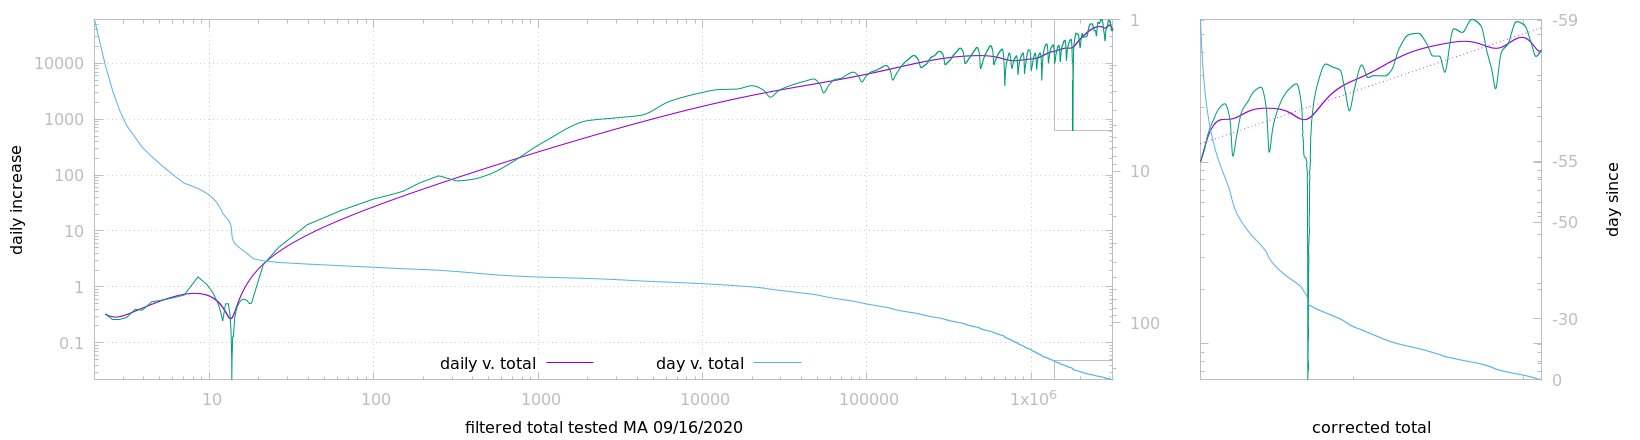 daily increase
10000
1000
100
10
1
0.1
10
100
1000
10000
100000
1x10⁶
1
10
100
daily v. total
day v. total
filtered total tested MA 09/16/2020
-59
-55
-50
-30
0
day since
corrected total